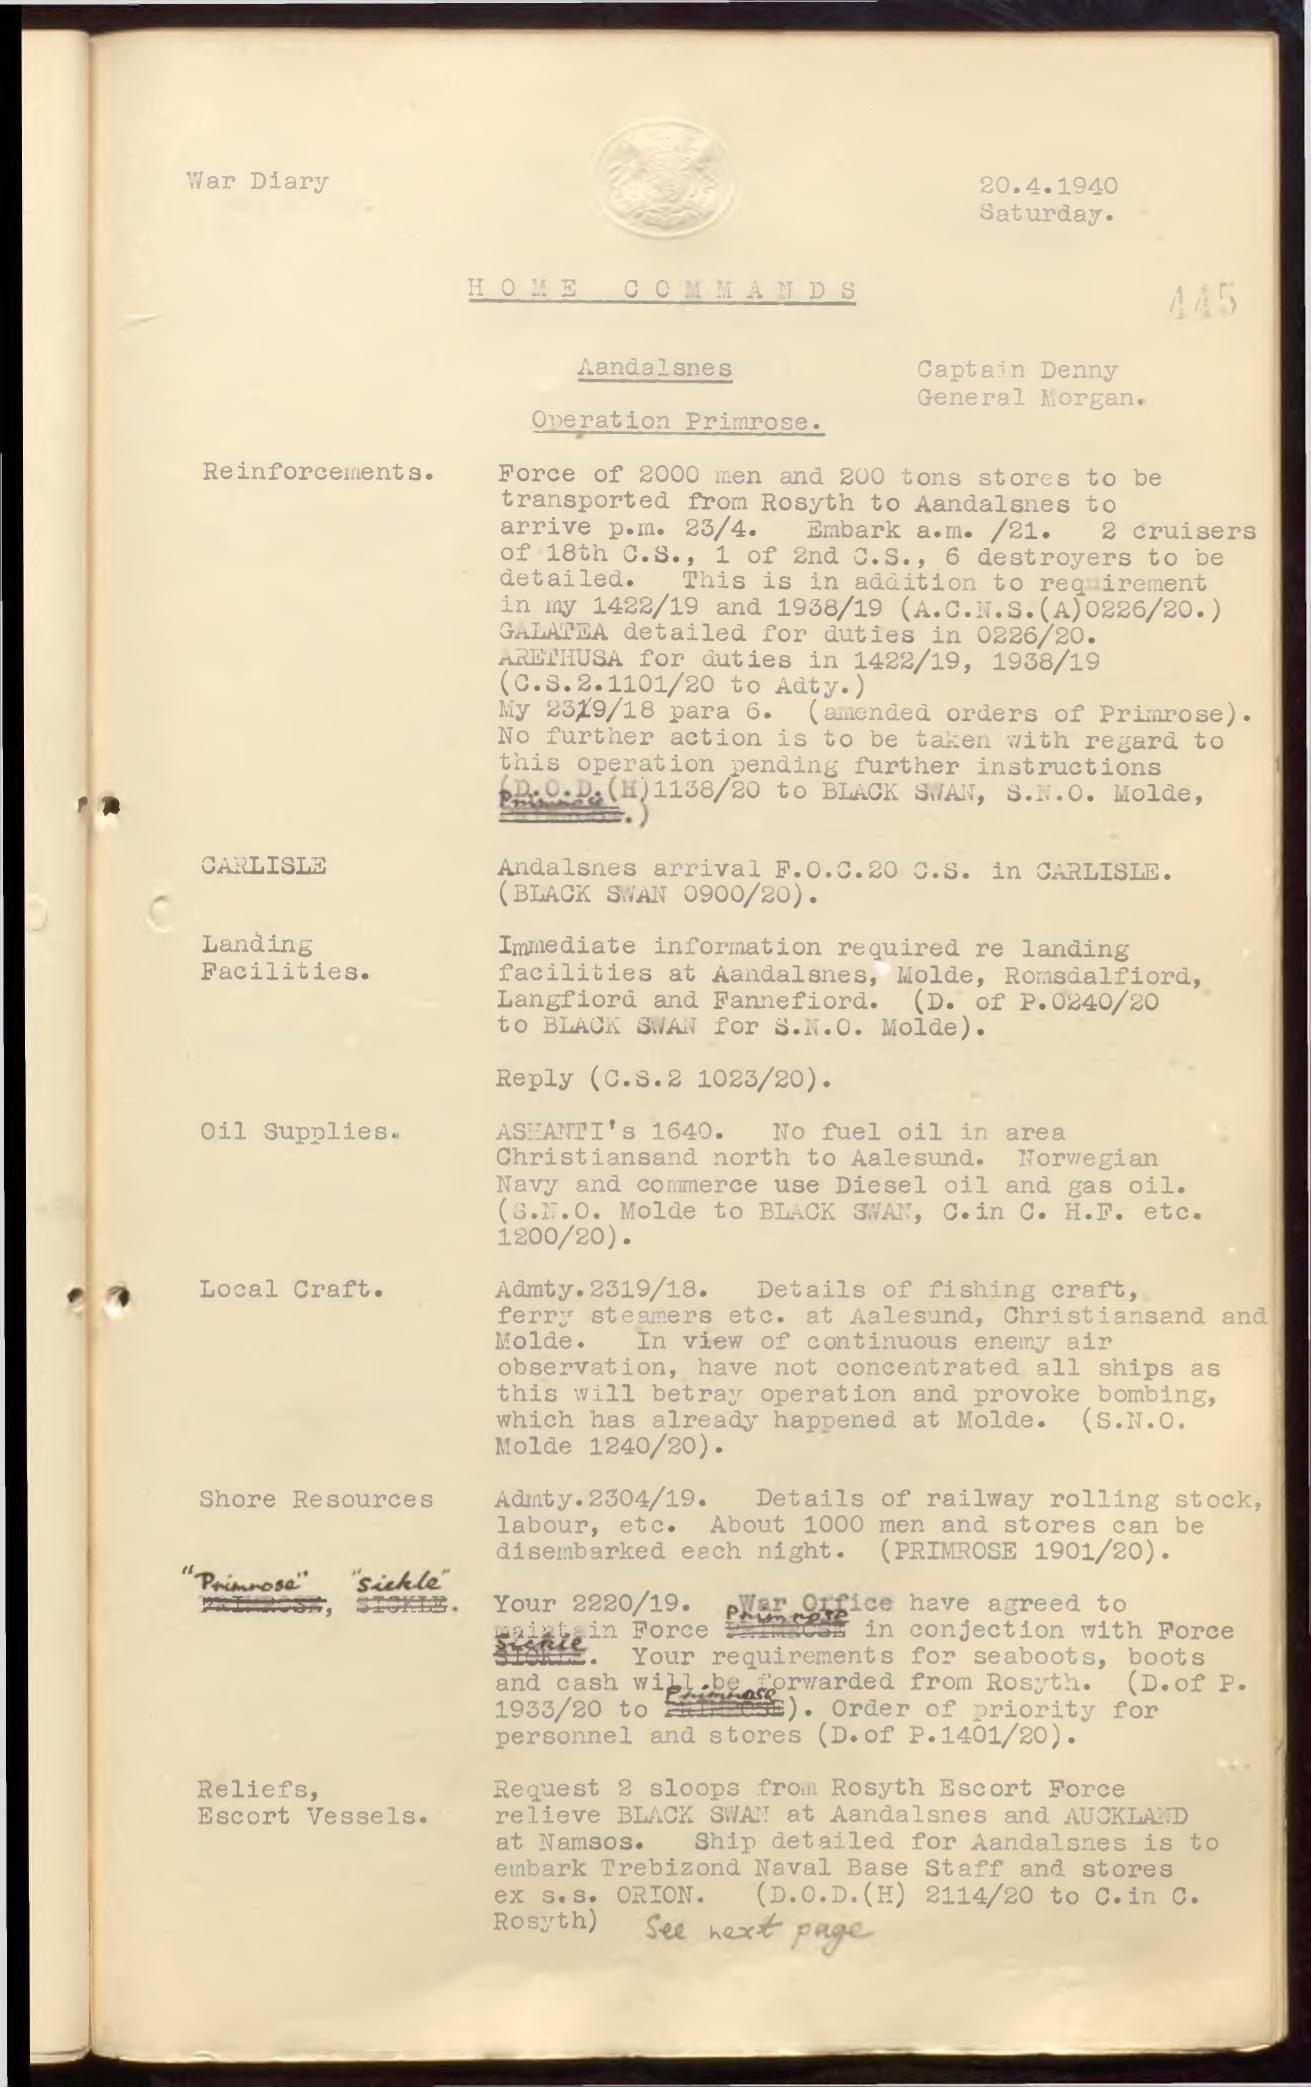 War Diary
20.4.1940
Saturday.
HOME COMMANDS
445
Aandalsnes
Captain Denny
General Morgan.
Operation Primrose.
Reinforcements.
Force of 2000 men and 200 tons stores to be
transported from Rosyth to Aandalsnes to
arrive p.m. 23/4. Embark a.m. /21. 2 cruisers
of 18th C.S., 1 of 2nd C.S., 6 destroyers to be
detailed. This is in addition to requirement
in my 1422/19 and 1938/19 (A.C.N.S.(A)0226/20.)
GALATEA detailed for duties in 0226/20.
ARETHUSA for duties in 1422/19, 1938/19
(C.S.2.1101/20 to Adty.)
My 2319/18 para 6. (amended orders of Primrose).
No further action is to be taken with regard to
this operation pending further instructions
(D.O.D.(H)1138/20 to BLACK SWAN, S.N.O. Molde,
Primrose.)
CARLISLE
Andalsnes arrival F.O.C.20 C.S. in CARLISLE.
(BLACK SWAN 0900/20).
Landing
Facilities.
Immediate information required re landing
facilities at Aandalsnes, Molde, Romsdalfiord,
Langfiord and Fannefiord. (D. of P.0240/20
to BLACK SWAN for S.N.O. Molde).
Reply (C.S.2 1023/20).
Oil Supplies.
ASHANTI's 1640. No fuel oil in area
Christiansand north to Aalesund. Norwegian
Navy and commerce use Diesel oil and gas oil.
(S.N.O. Molde to BLACK SWAN, C.in C. H.F. etc.
1200/20).
Local Craft.
Admty.2319/18. Details of fishing craft,
ferry steamers etc. at Aalesund, Christiansand and
Molde. In view of continuous enemy air
observation, have not concentrated all ships as
this will betray operation and provoke bombing,
which has already happened at Molde. (S.N.O.
Molde 1240/20).
Shore Resources
Admty.2304/19. Details of railway rolling stock,
labour, etc. About 1000 men and stores can be
disembarked each night. (PRIMROSE 1901/20).
"Primrose" "Sickle"
PRIMROSE, SICKLE.
Your 2220/19. War Office have agreed to
Primrose
maintain Force PRIMROSE in conjection with Force
Sickle
SICKLE. Your requirements for seaboots, boots
and cash will be forwarded from Rosyth. (D.of P.
Primrose
1933/20 to PRIMROSE). Order of priority for
personnel and stores (D.of P.1401/20).
Reliefs,
Escort Vessels.
Request 2 sloops from Rosyth Escort Force
relieve BLACK SWAN at Aandalsnes and AUCKLAND
at Namsos. Ship detailed for Aandalsnes is to
embark Trebizond Naval Base Staff and stores
ex s.s. ORION. (D.O.D.(H) 2114/20 to C.in C.
Rosyth) See next page